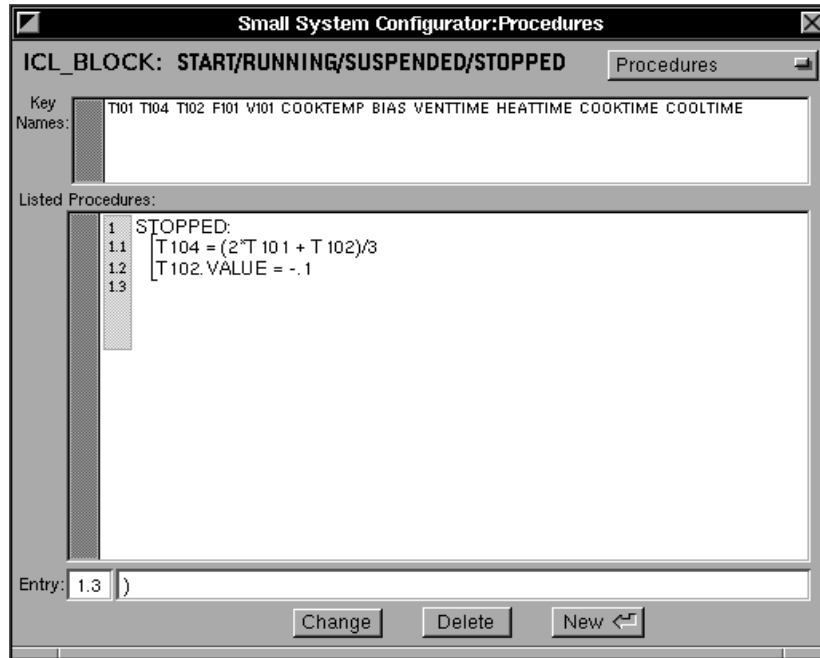 Small System Configurator:Procedures
ICL_BLOCK: START/RUNNING/SUSPENDED/STOPPED
Procedures
Key
Names:
T101 T104 T102 F101 V101 COOKTEMP BIAS VENTTIME HEATTIME COOKTIME COOLTIME
Listed Procedures:
1 STOPPED:
1.1 T104 = (2*T101 + T102)/3
1.2 T102.VALUE = -.1
1.3
Entry: 1.3 )
Change Delete New